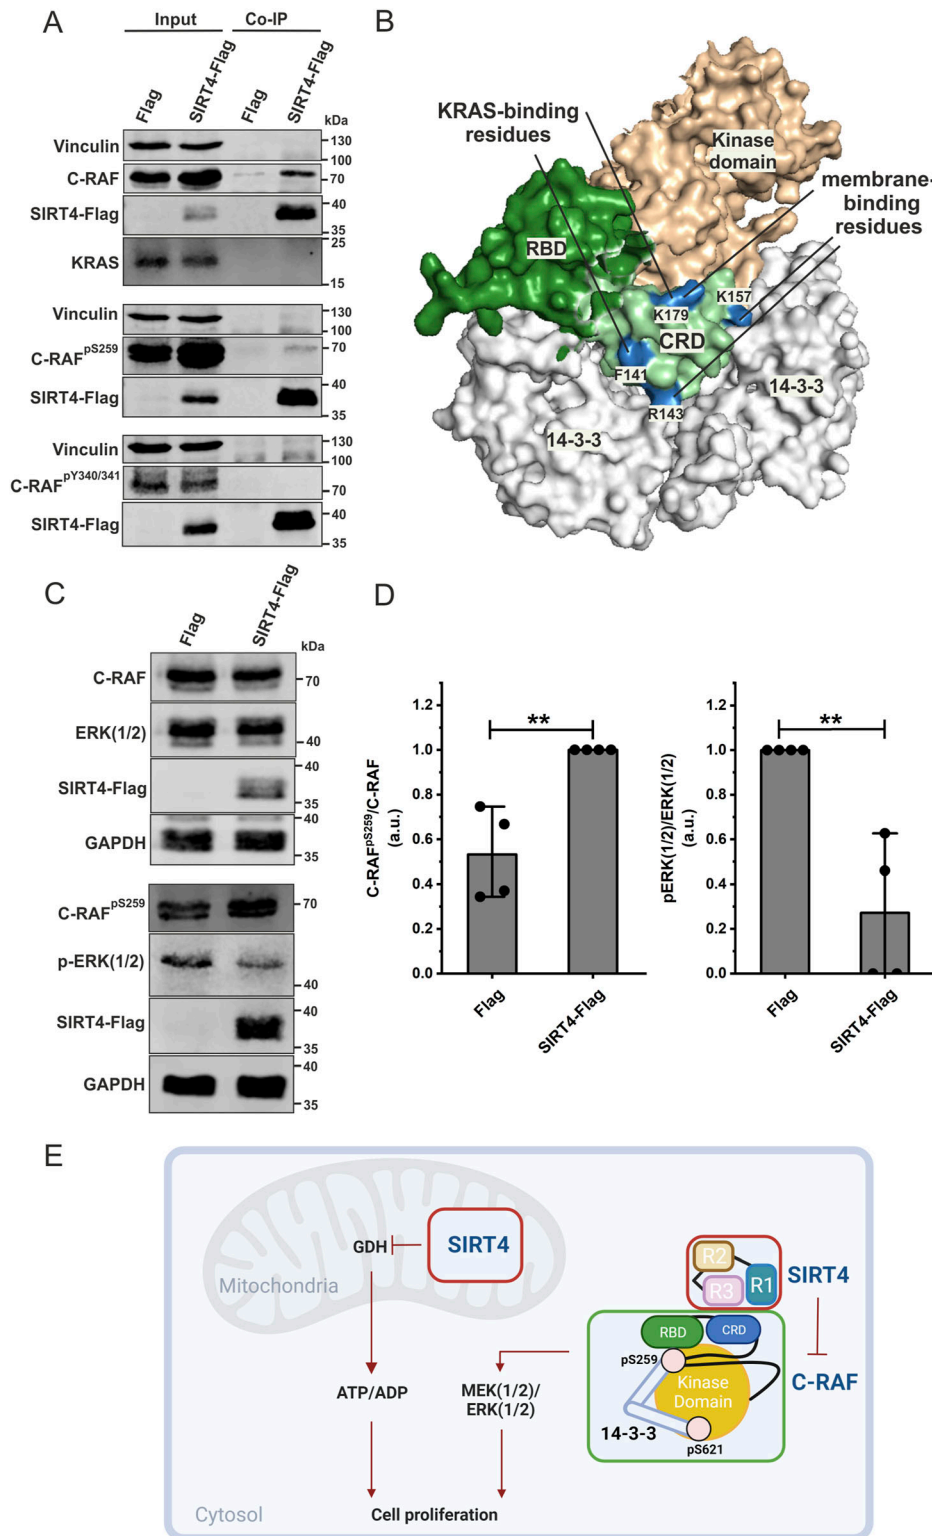 A
Input
Co-IP
Flag
SIRT4-Flag
Flag
SIRT4-Flag
kDa
Vinculin
130
100
C-RAF
70
SIRT4-Flag
40
35
KRAS
25
15
Vinculin
130
100
C-RAFpS259
70
SIRT4-Flag
40
35
Vinculin
130
100
C-RAFpY340/341
70
SIRT4-Flag
40
35
B
KRAS-binding
residues
Kinase
domain
membrane-
binding
residues
RBD
K157
K179
CRD
F141
R143
14-3-3
14-3-3
C
Flag
SIRT4-Flag
kDa
C-RAF
70
ERK(1/2)
40
SIRT4-Flag
40
35
GAPDH
40
35
C-RAFpS259
70
p-ERK(1/2)
40
SIRT4-Flag
40
35
GAPDH
40
35
D
C-RAFpS259/C-RAF
(a.u.)
1.2
1.0
0.8
0.6
0.4
0.2
0.0
**
Flag
SIRT4-Flag
pERK(1/2)/ERK(1/2)
(a.u.)
1.2
1.0
0.8
0.6
0.4
0.2
0.0
**
Flag
SIRT4-Flag
E
Mitochondria
GDH
SIRT4
R2
R3
R1
SIRT4
RBD
CRD
pS259
Kinase
Domain
C-RAF
14-3-3
pS621
ATP/ADP
MEK(1/2)/
ERK(1/2)
Cell proliferation
Cytosol